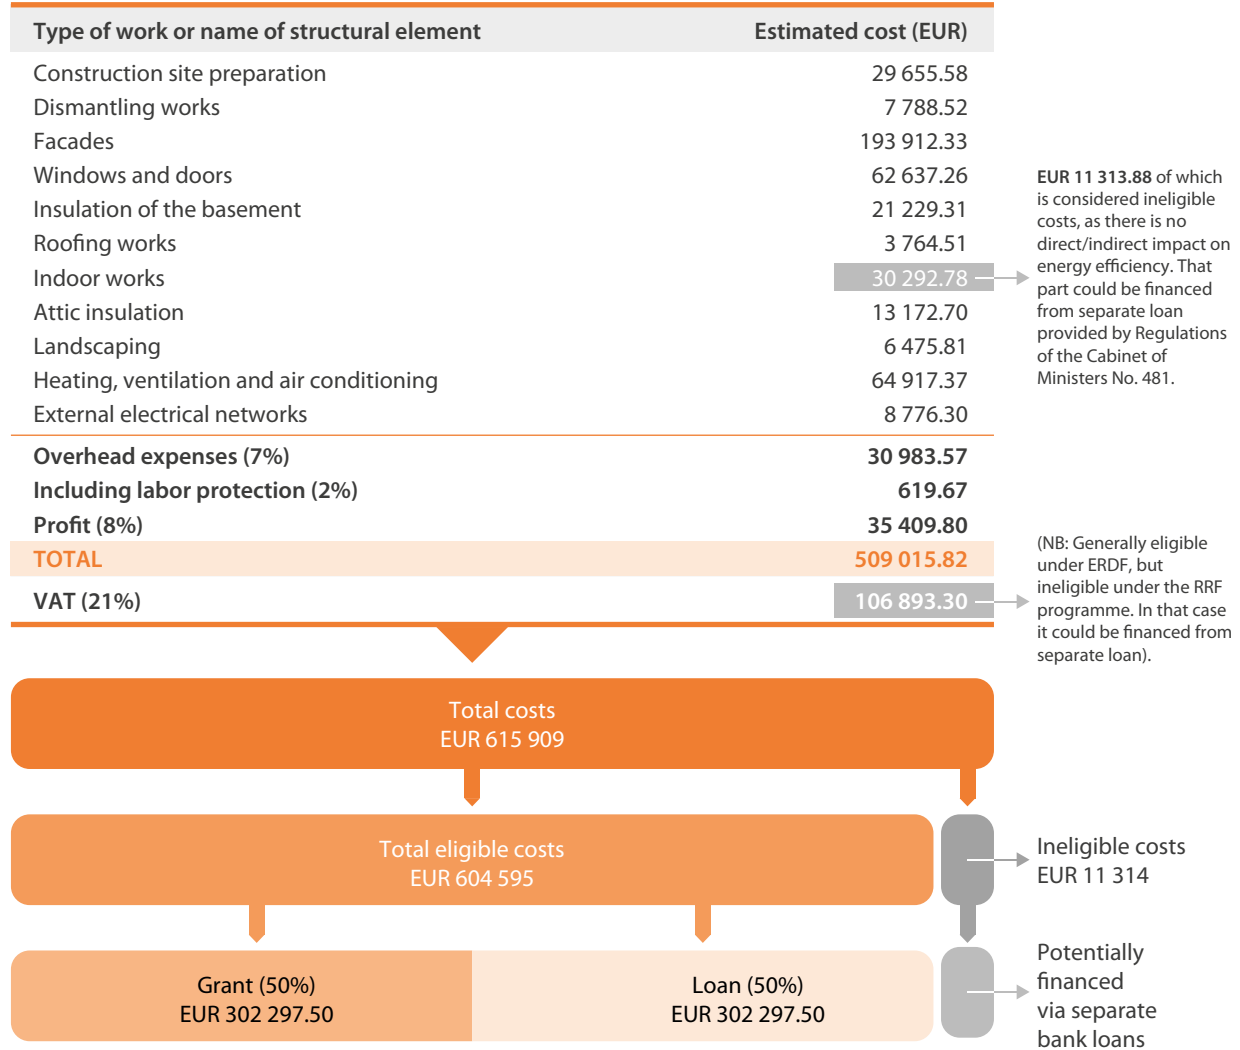 Type of work or name of structural element Estimated cost (EUR)
Construction site preparation 29 655.58
Dismantling works 7 788.52
Facades 193 912.33
Windows and doors 62 637.26
Insulation of the basement 21 229.31
Roofing works 3 764.51
Indoor works 30 292.78
Attic insulation 13 172.70
Landscaping 6 475.81
Heating, ventilation and air conditioning 64 917.37
External electrical networks 8 776.30
EUR 11 313.88 of which
is considered ineligible
costs, as there is no
direct/indirect impact on
energy efficiency. That
part could be financed
from separate loan
provided by Regulations
of the Cabinet of
Ministers No. 481.
Overhead expenses (7%) 30 983.57
Including labor protection (2%) 619.67
Profit (8%) 35 409.80
TOTAL 509 015.82
VAT (21%) 106 893.30
(NB: Generally eligible
under ERDF, but
ineligible under the RRF
programme. In that case
it could be financed from
separate loan).
Total costs
EUR 615 909
Total eligible costs
EUR 604 595
Ineligible costs
EUR 11 314
Grant (50%)
EUR 302 297.50
Loan (50%)
EUR 302 297.50
Potentially
financed
via separate
bank loans